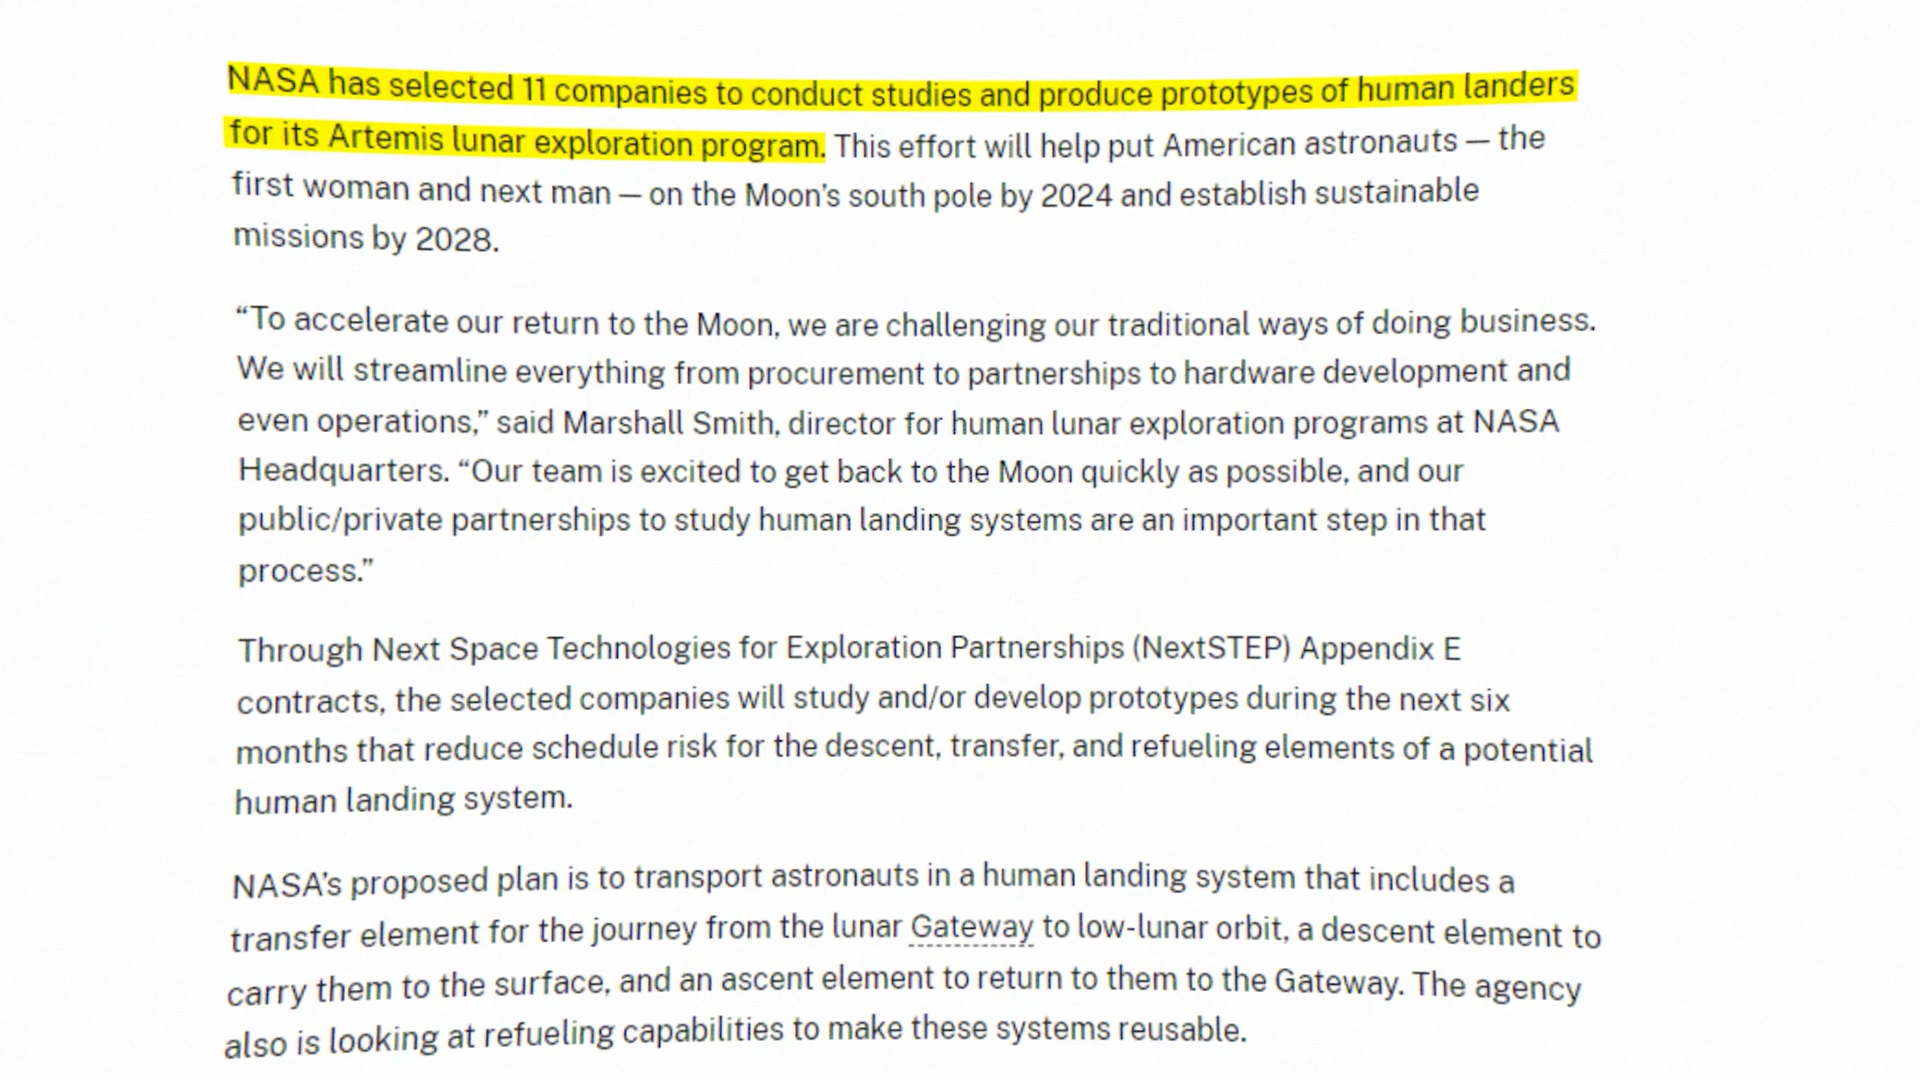 NASA has selected 11 companies to conduct studies and produce prototypes of human landers
for its Artemis lunar exploration program. This effort will help put American astronauts — the
first woman and next man — on the Moon’s south pole by 2024 and establish sustainable
missions by 2028.
“To accelerate our return to the Moon, we are challenging our traditional ways of doing business.
We will streamline everything from procurement to partnerships to hardware development and
even operations,” said Marshall Smith, director for human lunar exploration programs at NASA
Headquarters. “Our team is excited to get back to the Moon quickly as possible, and our
public/private partnerships to study human landing systems are an important step in that
process.”
Through Next Space Technologies for Exploration Partnerships (NextSTEP) Appendix E
contracts, the selected companies will study and/or develop prototypes during the next six
months that reduce schedule risk for the descent, transfer, and refueling elements of a potential
human landing system.
NASA’s proposed plan is to transport astronauts in a human landing system that includes a
transfer element for the journey from the lunar Gateway to low-lunar orbit, a descent element to
carry them to the surface, and an ascent element to return to them to the Gateway. The agency
also is looking at refueling capabilities to make these systems reusable.